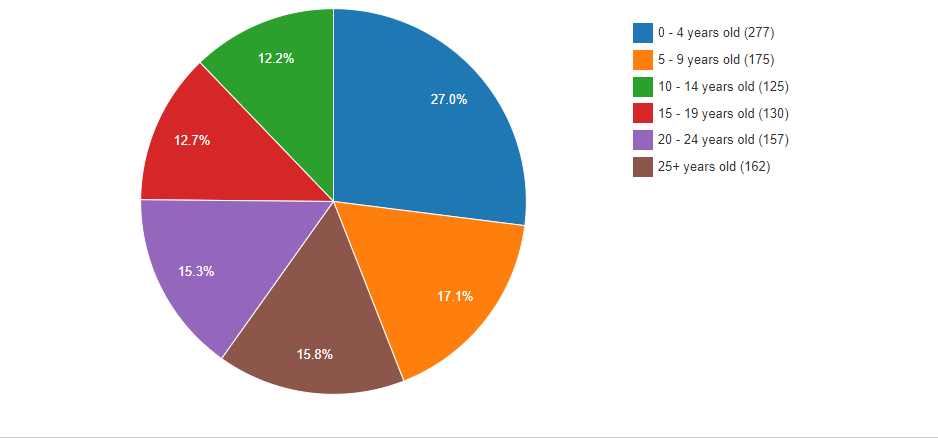 0 - 4 years old (277)
5 - 9 years old (175)
10 - 14 years old (125)
15 - 19 years old (130)
20 - 24 years old (157)
25+ years old (162)
27.0%
17.1%
15.8%
15.3%
12.7%
12.2%